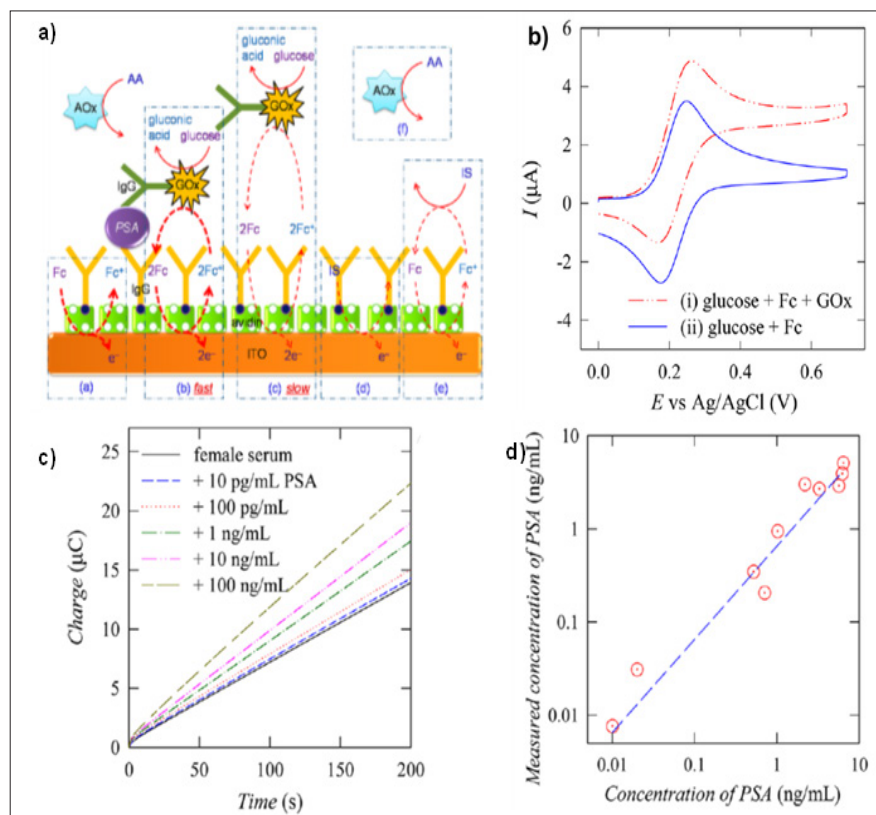 a)
AA
AOx
gluconic
acid
glucose
GOx
AA
AOx
(f)
gluconic
acid
glucose
IgG
GOx
PSA
IS
2Fc
2Fc⁺
Fc
Fc⁺
IgG
2Fc
2Fc⁺
IS
Fc
Fc⁺
avidin
e⁻
2e⁻
ITO
2e⁻
e⁻
e⁻
(a)
(b) fast
(c) slow
(d)
(e)
b)
6
4
2
0
-2
-4
I (μA)
(i) glucose + Fc + GOx
(ii) glucose + Fc
0.0 0.2 0.4 0.6 0.8
E vs Ag/AgCl (V)
c)
25
20
15
10
5
0
Charge (μC)
female serum
+ 10 pg/mL PSA
+ 100 pg/mL
+ 1 ng/mL
+ 10 ng/mL
+ 100 ng/mL
0 50 100 150 200
Time (s)
d)
10
1
0.1
0.01
Measured concentration of PSA (ng/mL)
0.01 0.1 1 10
Concentration of PSA (ng/mL)